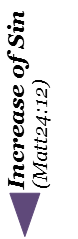 Increase of Sin
(Matt24:12)